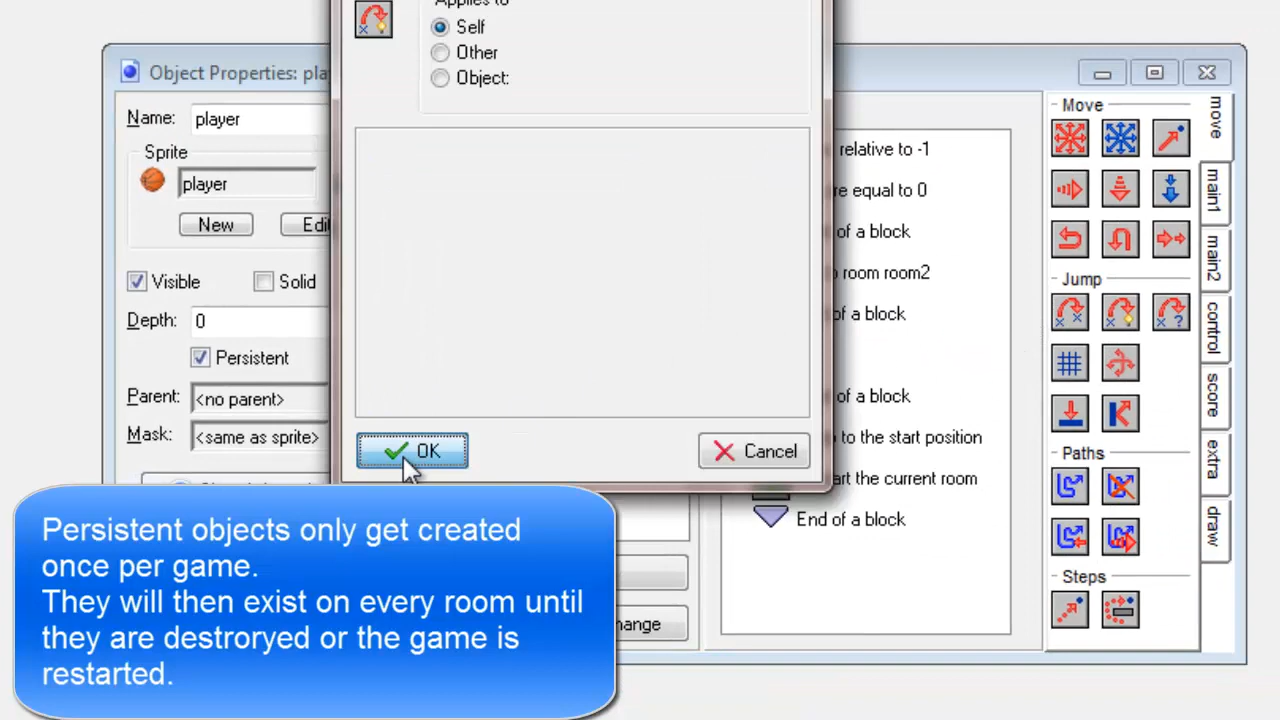 Applies to
Self
Other
Object:
Object Properties: pla
Name: player
Sprite
player
New
Edi
Visible
Solid
Depth: 0
Persistent
Parent: <no parent>
Mask: <same as sprite>
OK
Cancel
relative to -1
re equal to 0
of a block
o room room2
of a block
of a block
to the start position
art the current room
End of a block
hange
Move
Jump
Paths
Steps
move
main1
main2
control
score
extra
draw
Persistent objects only get created
once per game.
They will then exist on every room until
they are destroryed or the game is
restarted.